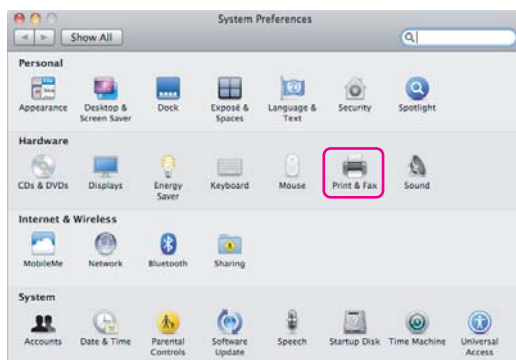 System Preferences
Show All
Personal
Appearance Desktop & Screen Saver Dock Exposé & Spaces Language & Text Security Spotlight
Hardware
CDs & DVDs Displays Energy Saver Keyboard Mouse Print & Fax Sound
Internet & Wireless
MobileMe Network Bluetooth Sharing
System
Accounts Date & Time Parental Controls Software Update Speech Startup Disk Time Machine Universal Access